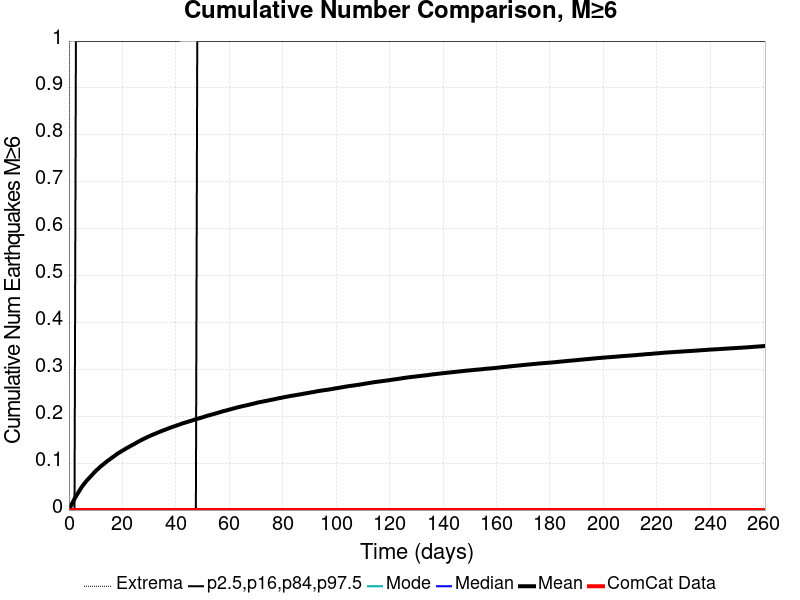 Cumulative Number Comparison, M≥6
Cumulative Num Earthquakes M≥6
1
0.9
0.8
0.7
0.6
0.5
0.4
0.3
0.2
0.1
0
0 20 40 60 80 100 120 140 160 180 200 220 240 260
Time (days)
Extrema p2.5,p16,p84,p97.5 Mode Median Mean ComCat Data